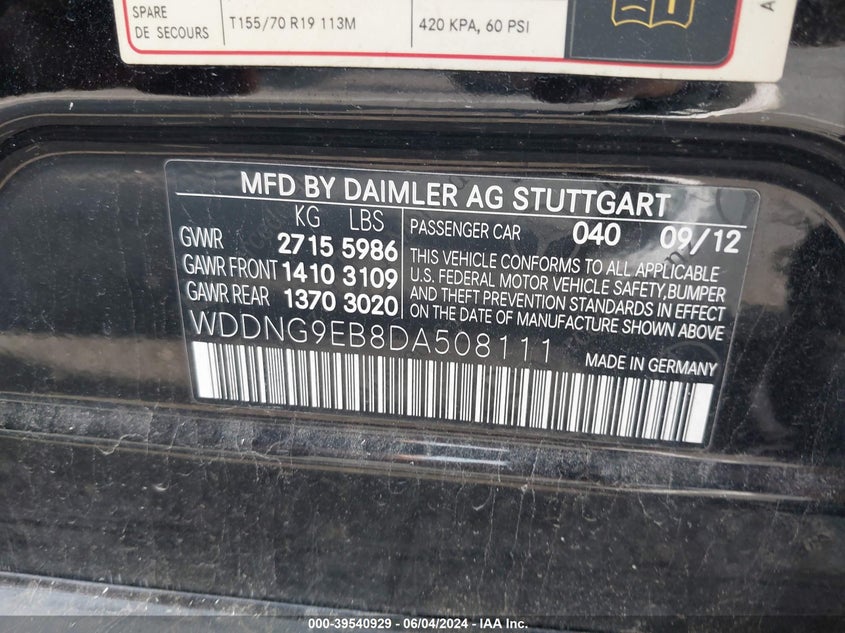 SPARE
DE SECOURS
T155/70 R19 113M
420 KPA, 60 PSI
MFD BY DAIMLER AG STUTTGART
KG LBS
GVWR 2715 5986
GAWR FRONT 1410 3109
GAWR REAR 1370 3020
PASSENGER CAR 040 09/12
THIS VEHICLE CONFORMS TO ALL APPLICABLE
U.S. FEDERAL MOTOR VEHICLE SAFETY, BUMPER
AND THEFT PREVENTION STANDARDS IN EFFECT
ON THE DATE OF MANUFACTURE SHOWN ABOVE
WDDNG9EB8DA508111
MADE IN GERMANY
000-39540929 - 06/04/2024 - IAA Inc.